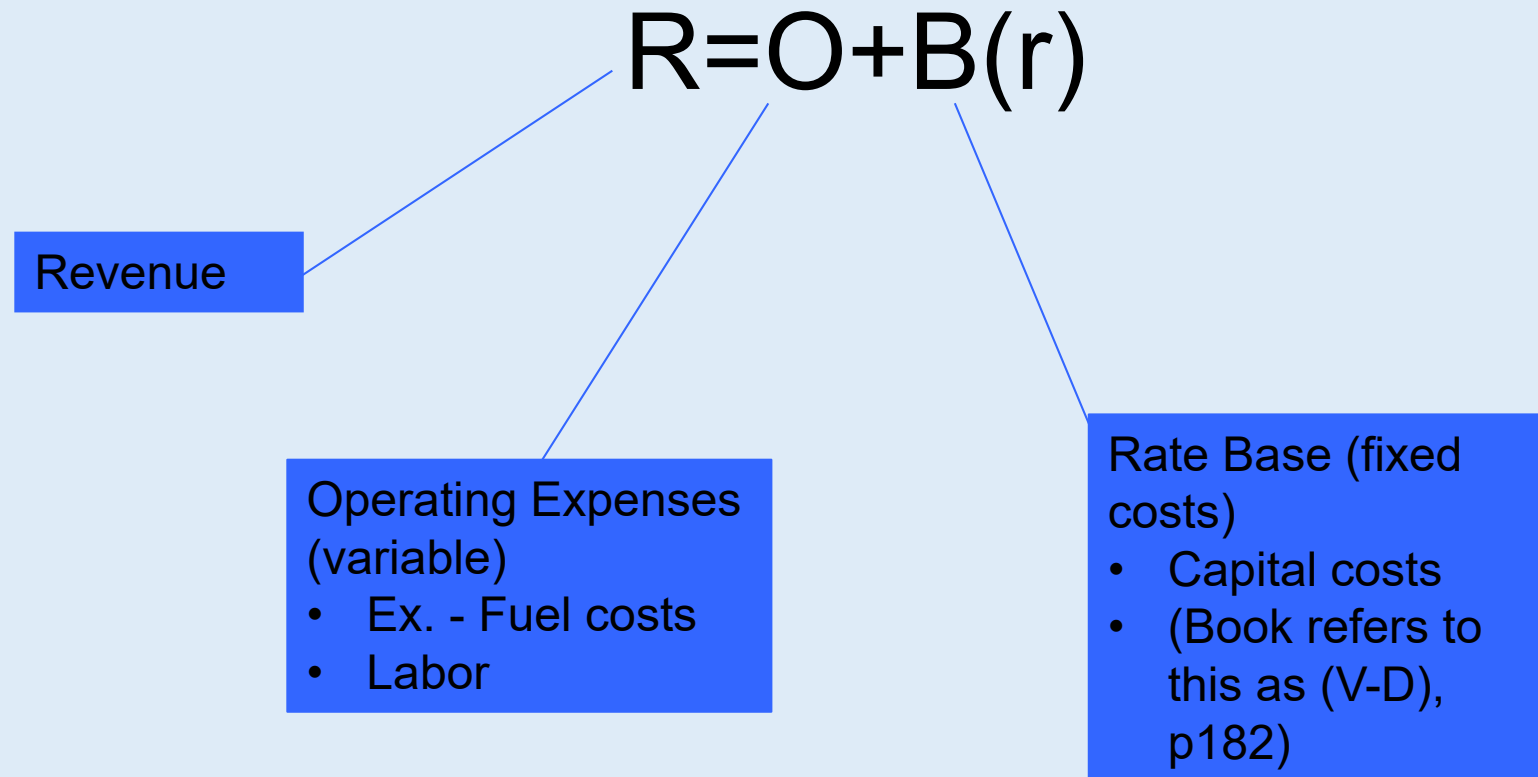 R=O+B(r)
Revenue
Operating Expenses
(variable)
• Ex. - Fuel costs
• Labor
Rate Base (fixed
costs)
• Capital costs
• (Book refers to
this as (V-D),
p182)